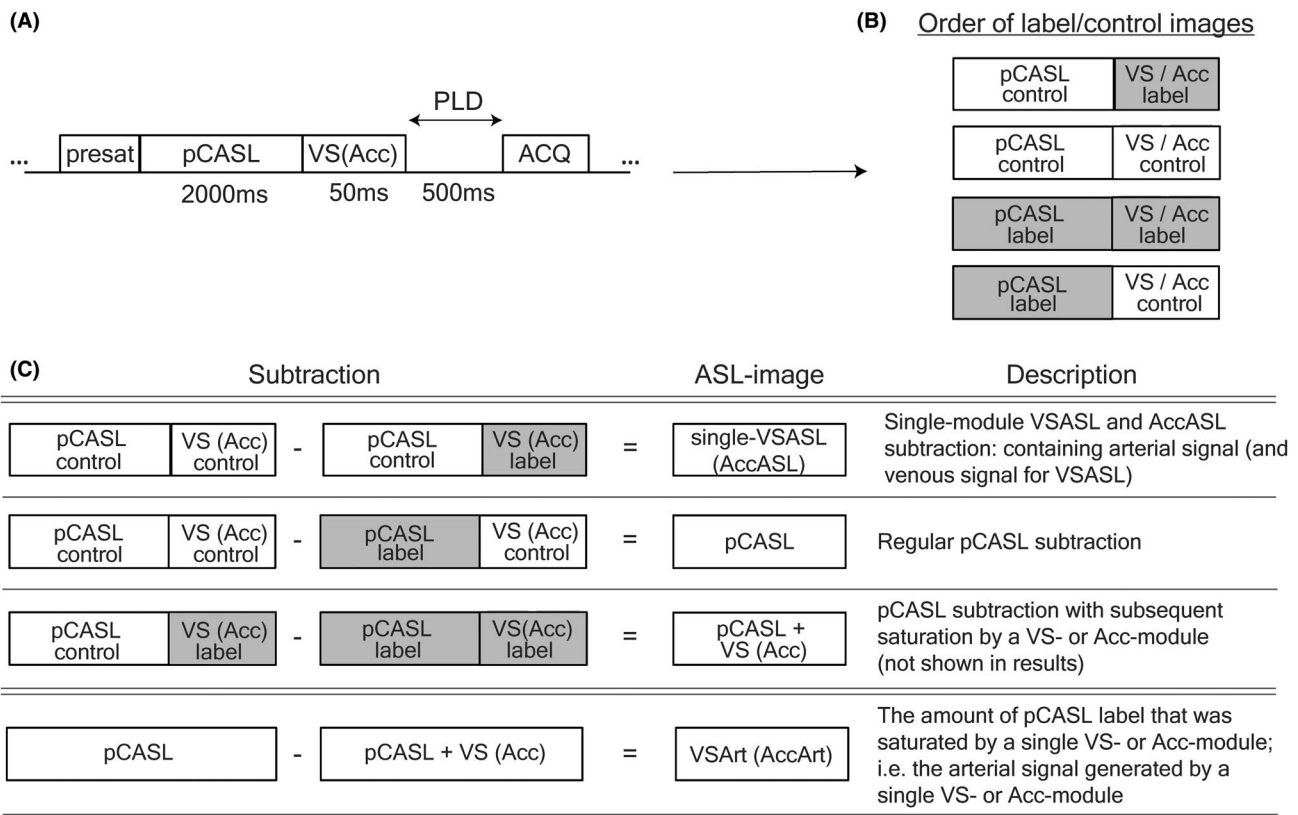 (A)
PLD
... presat pCASL VS(Acc) ACQ ...
2000ms 50ms 500ms
(B) Order of label/control images
pCASL control VS / Acc label
pCASL control VS / Acc control
pCASL label VS / Acc label
pCASL label VS / Acc control
(C) Subtraction ASL-image Description
pCASL control VS (Acc) control - pCASL control VS (Acc) label = single-VSASL (AccASL)
Single-module VSASL and AccASL
subtraction: containing arterial signal (and
venous signal for VSASL)
pCASL control VS (Acc) control - pCASL label VS (Acc) control = pCASL
Regular pCASL subtraction
pCASL control VS (Acc) label - pCASL label VS(Acc) label = pCASL + VS (Acc)
pCASL subtraction with subsequent
saturation by a VS- or Acc-module
(not shown in results)
pCASL - pCASL + VS (Acc) = VSArt (AccArt)
The amount of pCASL label that was
saturated by a single VS- or Acc-module;
i.e. the arterial signal generated by a
single VS- or Acc-module